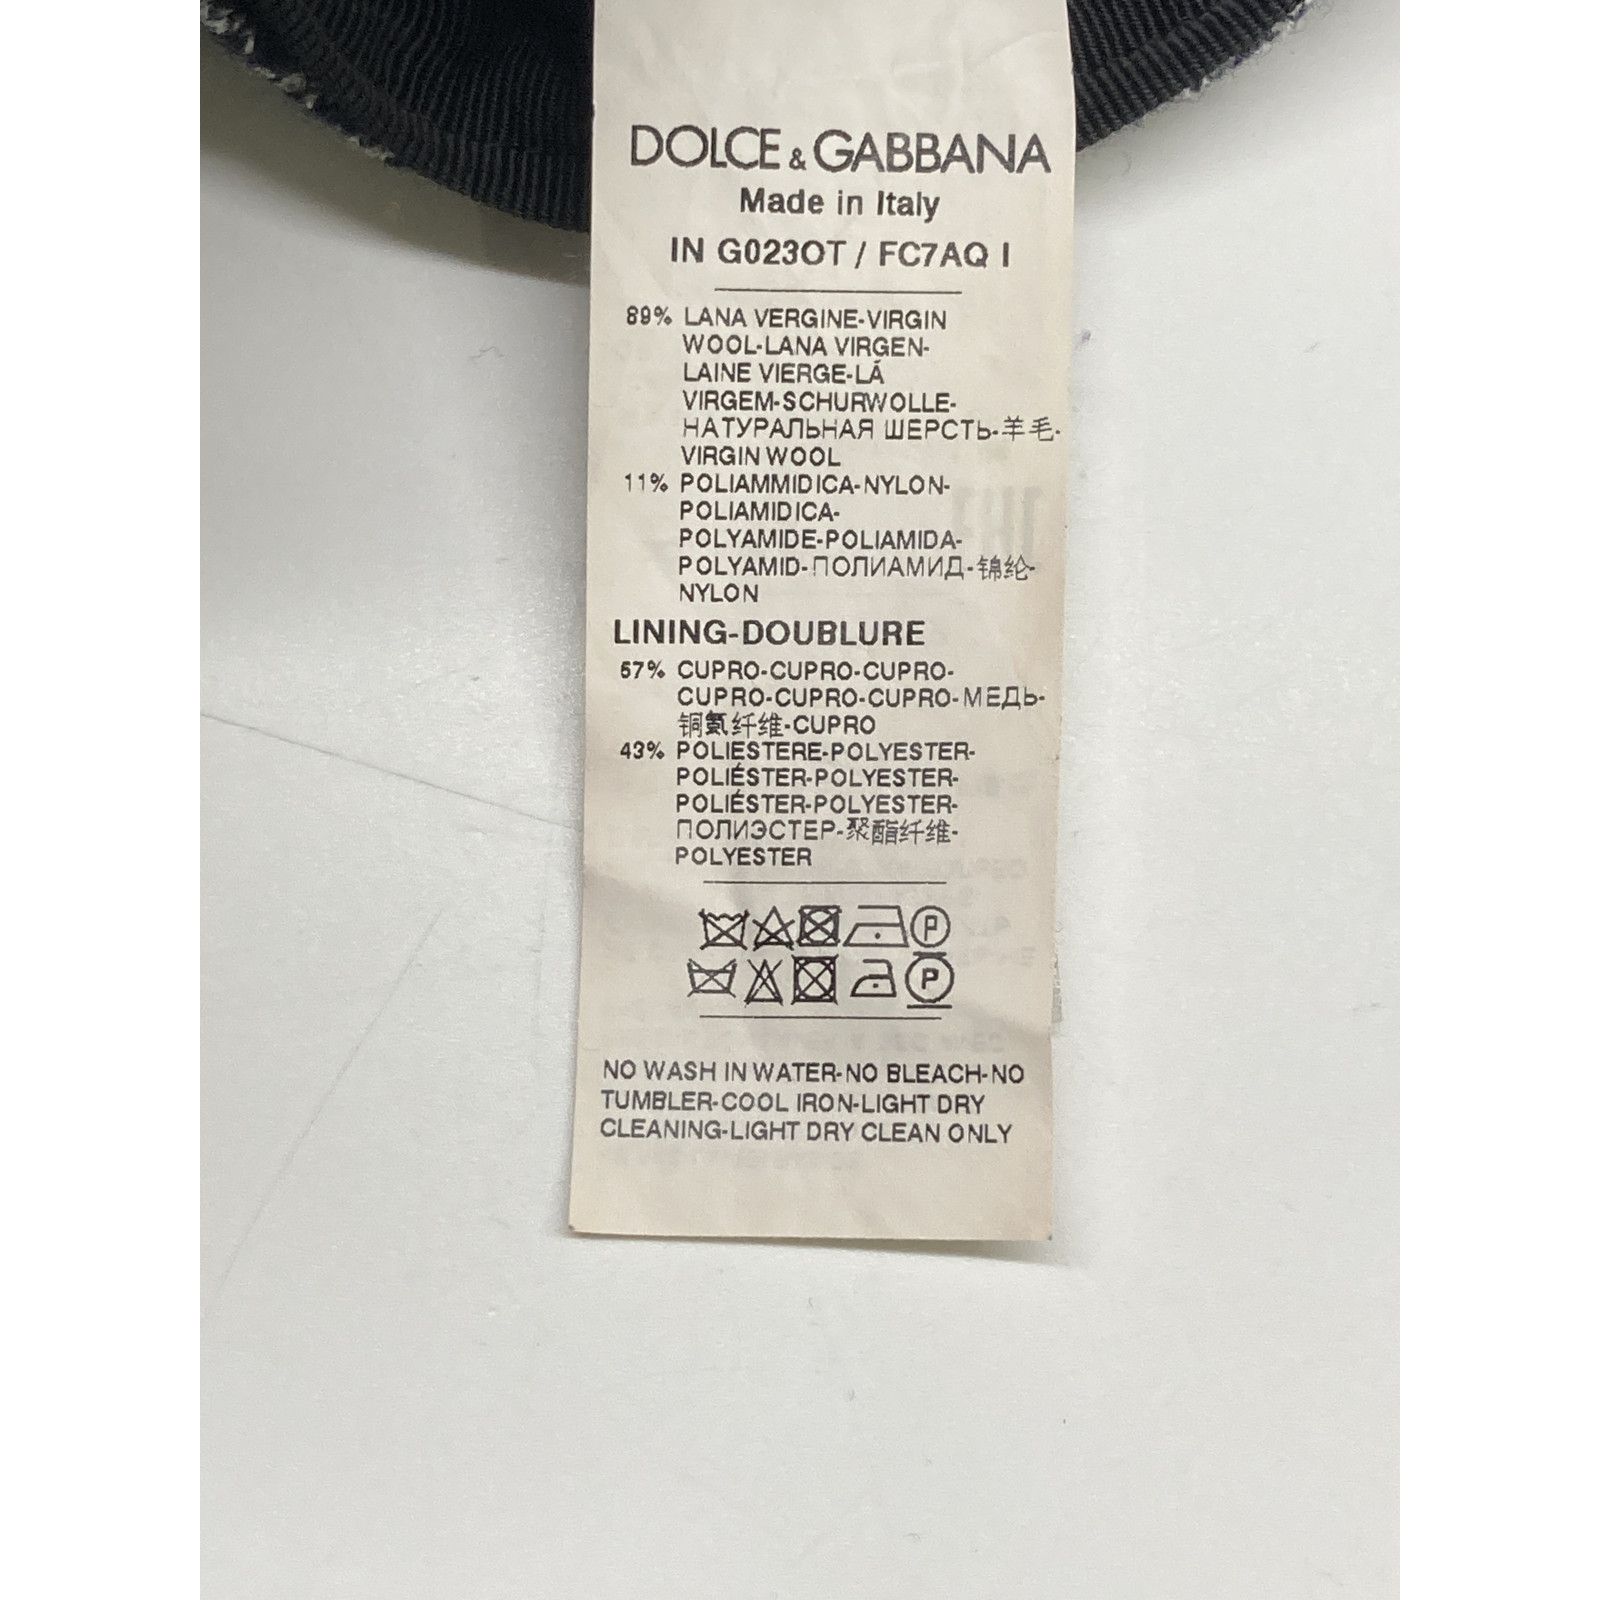 DOLCE & GABBANA
Made in Italy
IN G023OT / FC7AQ I
89% LANA VERGINE-VIRGIN
WOOL-LANA VIRGEN-
LAINE VIERGE-LÃ
VIRGEM-SCHURWOLLE-
НАТУРАЛЬНАЯ ШЕРСТЬ-羊毛-
VIRGIN WOOL
11% POLIAMMIDICA-NYLON-
POLIAMIDICA-
POLYAMIDE-POLIAMIDA-
POLYAMID-ПОЛИАМИД-锦纶-
NYLON
LINING-DOUBLURE
57% CUPRO-CUPRO-CUPRO-
CUPRO-CUPRO-CUPRO-МЕДЬ-
铜氨纤维-CUPRO
43% POLIESTERE-POLYESTER-
POLIÉSTER-POLYESTER-
POLIÉSTER-POLYESTER-
ПОЛИЭСТЕР-聚酯纤维-
POLYESTER
P
P
NO WASH IN WATER-NO BLEACH-NO
TUMBLER-COOL IRON-LIGHT DRY
CLEANING-LIGHT DRY CLEAN ONLY